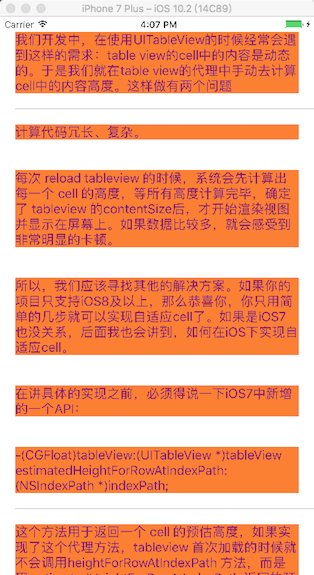 iPhone 7 Plus – iOS 10.2 (14C89)
Carrier 4:07 PM
我们开发中，在使用UITableView的时候经常会遇
到这样的需求：table view的cell中的内容是动态
的。于是我们就在table view的代理中手动去计算
cell中的内容高度。这样做有两个问题
计算代码冗长、复杂。
每次 reload tableview 的时候，系统会先计算出
每一个 cell 的高度，等所有高度计算完毕，确定
了 tableview 的contentSize后，才开始渲染视图
并显示在屏幕上。如果数据比较多，就会感受到
非常明显的卡顿。
所以，我们应该寻找其他的解决方案。如果你的
项目只支持iOS8及以上，那么恭喜你，你只用简
单的几步就可以实现自适应cell了。如果是iOS7
也没关系，后面我也会讲到，如何在iOS下实现自
适应cell。
在讲具体的实现之前，必须得说一下iOS7中新增
的一个API：
-(CGFloat)tableView:(UITableView *)tableView
estimatedHeightForRowAtIndexPath:
(NSIndexPath *)indexPath;
这个方法用于返回一个 cell 的预估高度，如果实
现了这个代理方法，tableview 首次加载的时候就
不会调用heightForRowAtIndexPath 方法，而是